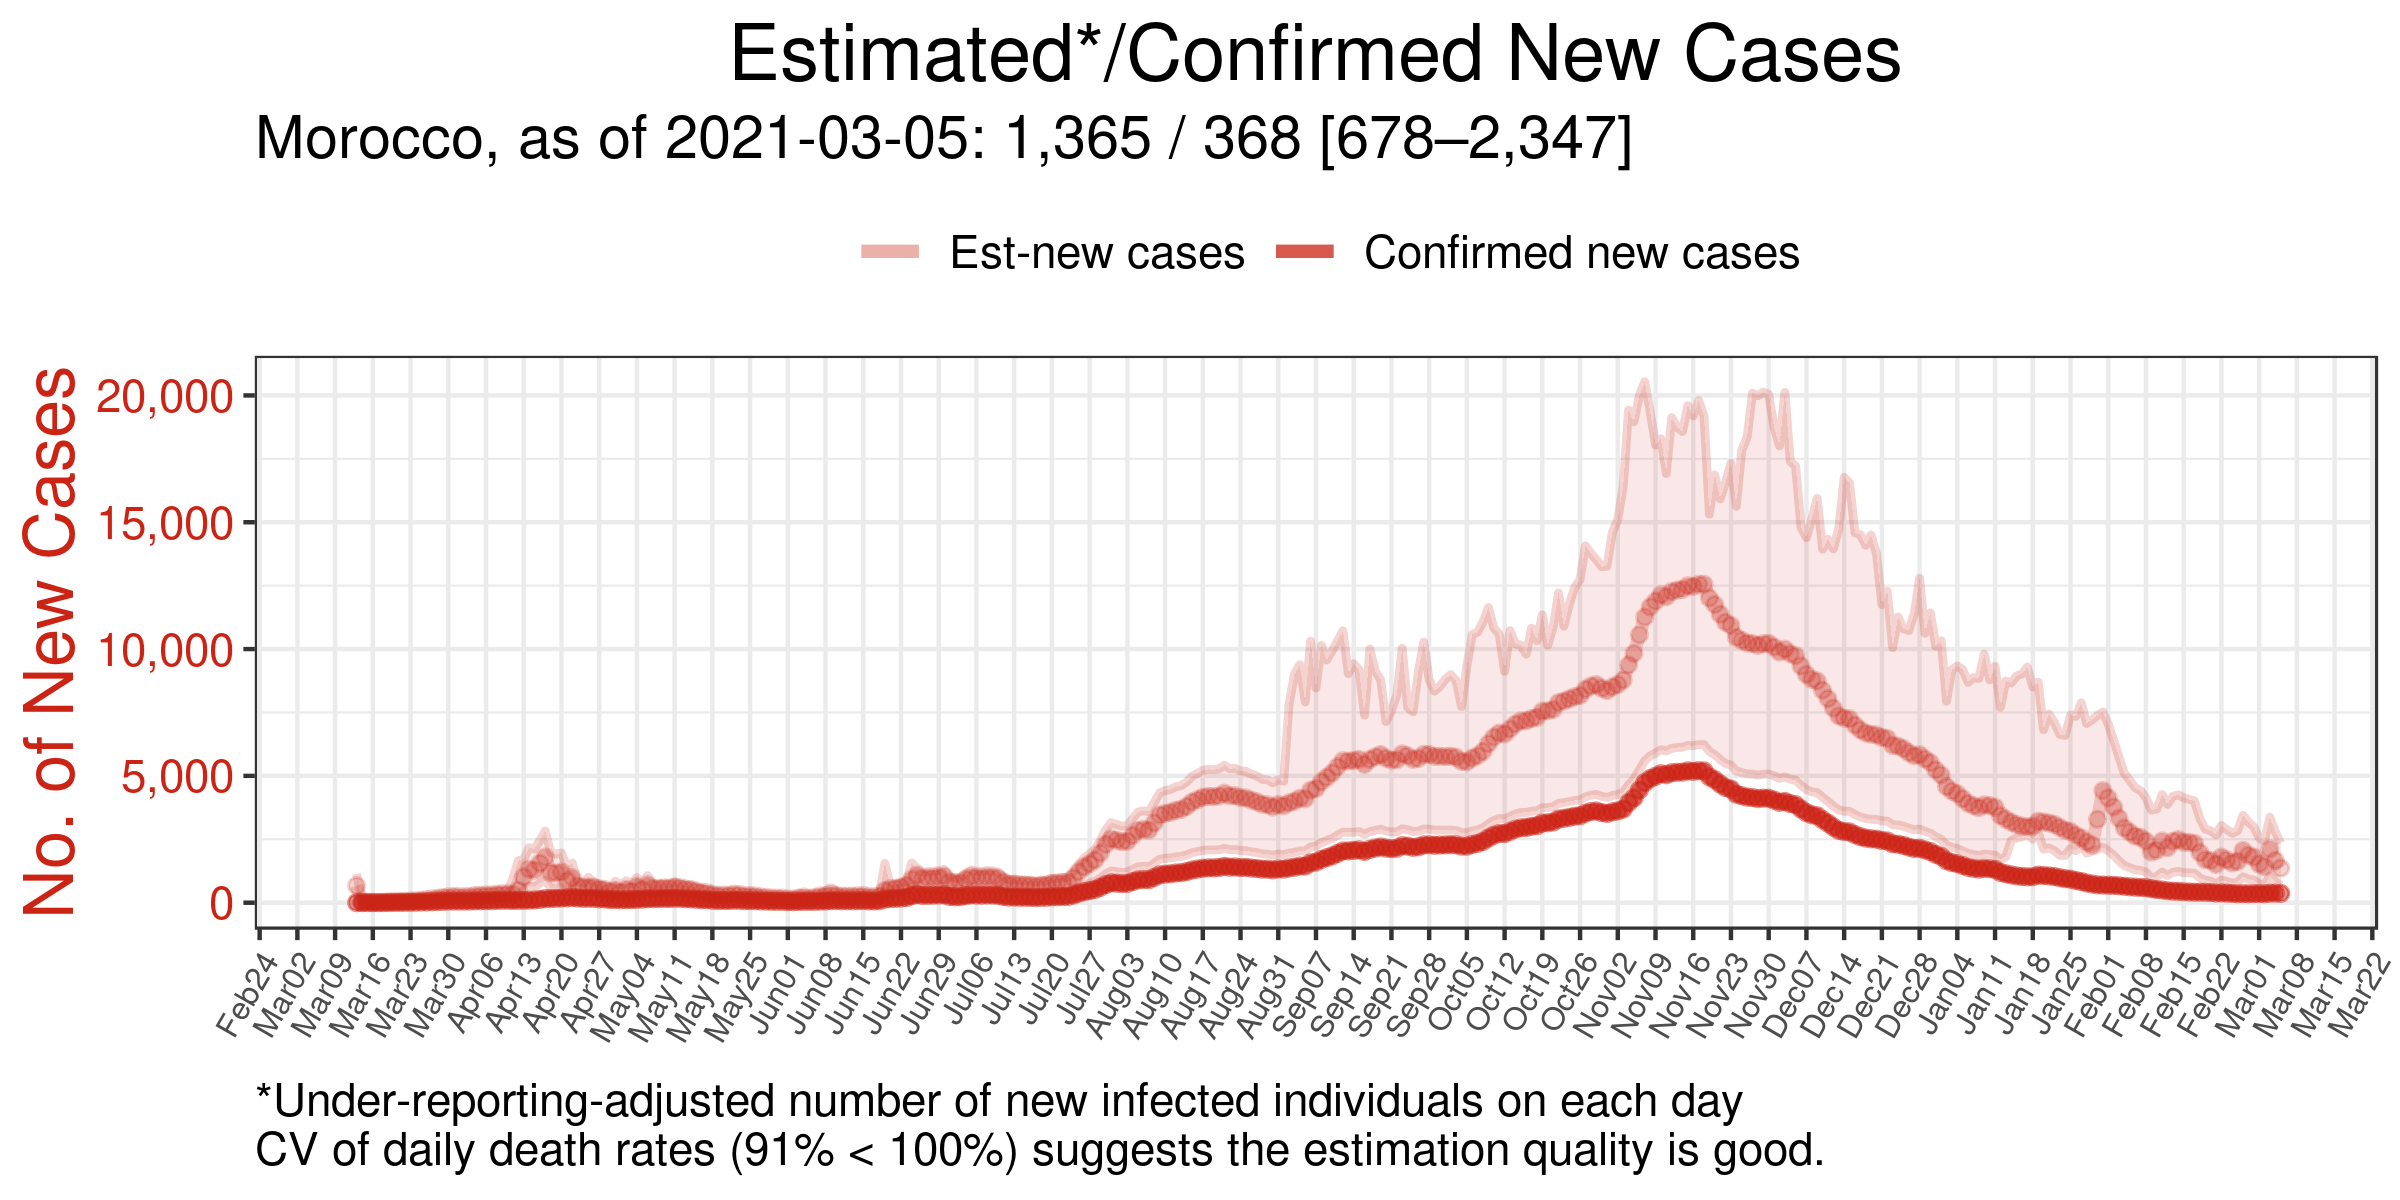 Estimated*/Confirmed New Cases
Morocco, as of 2021-03-05: 1,365 / 368 [678–2,347]
Est-new cases
Confirmed new cases
No. of New Cases
20,000
15,000
10,000
5,000
0
Feb24
Mar02
Mar09
Mar16
Mar23
Mar30
Apr06
Apr13
Apr20
Apr27
May04
May11
May18
May25
Jun01
Jun08
Jun15
Jun22
Jun29
Jul06
Jul13
Jul20
Jul27
Aug03
Aug10
Aug17
Aug24
Aug31
Sep07
Sep14
Sep21
Sep28
Oct05
Oct12
Oct19
Oct26
Nov02
Nov09
Nov16
Nov23
Nov30
Dec07
Dec14
Dec21
Dec28
Jan04
Jan11
Jan18
Jan25
Feb01
Feb08
Feb15
Feb22
Mar01
Mar08
Mar15
Mar22
*Under-reporting-adjusted number of new infected individuals on each day
CV of daily death rates (91% < 100%) suggests the estimation quality is good.